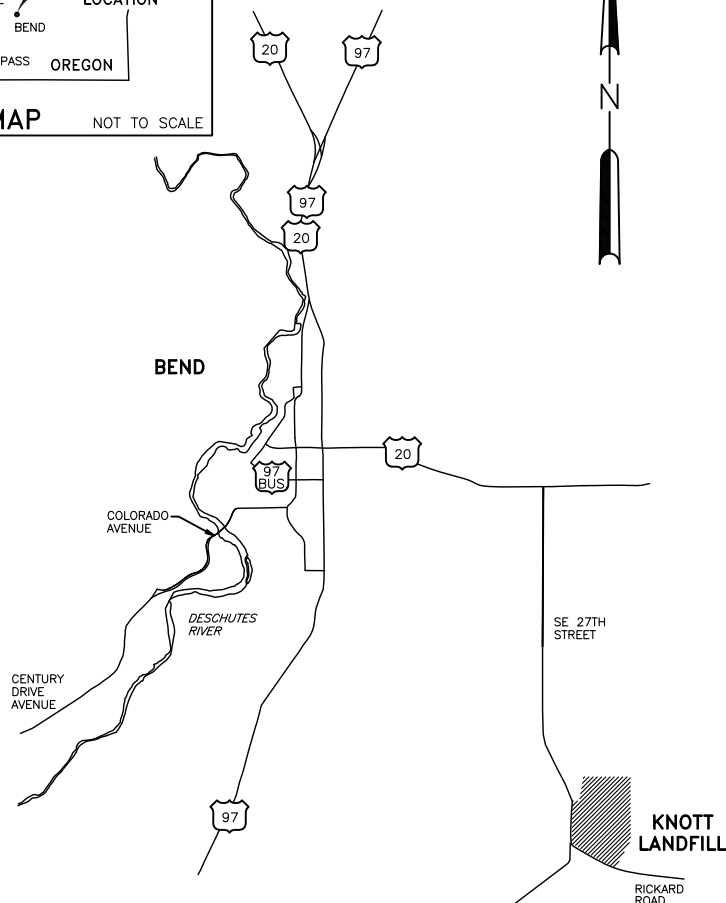 LOCATION
BEND
PASS
OREGON
MAP
NOT TO SCALE
20
97
N
97
20
BEND
20
97
BUS
COLORADO
AVENUE
DESCHUTES
RIVER
SE 27TH
STREET
CENTURY
DRIVE
AVENUE
97
KNOTT
LANDFILL
RICKARD
ROAD